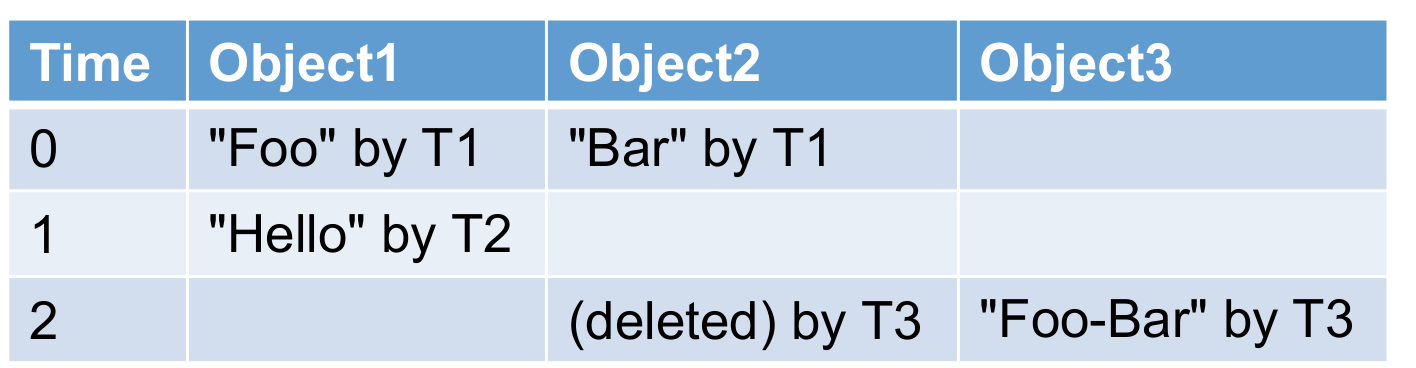 Time Object1 Object2 Object3
0 "Foo" by T1 "Bar" by T1
1 "Hello" by T2
2 (deleted) by T3 "Foo-Bar" by T3